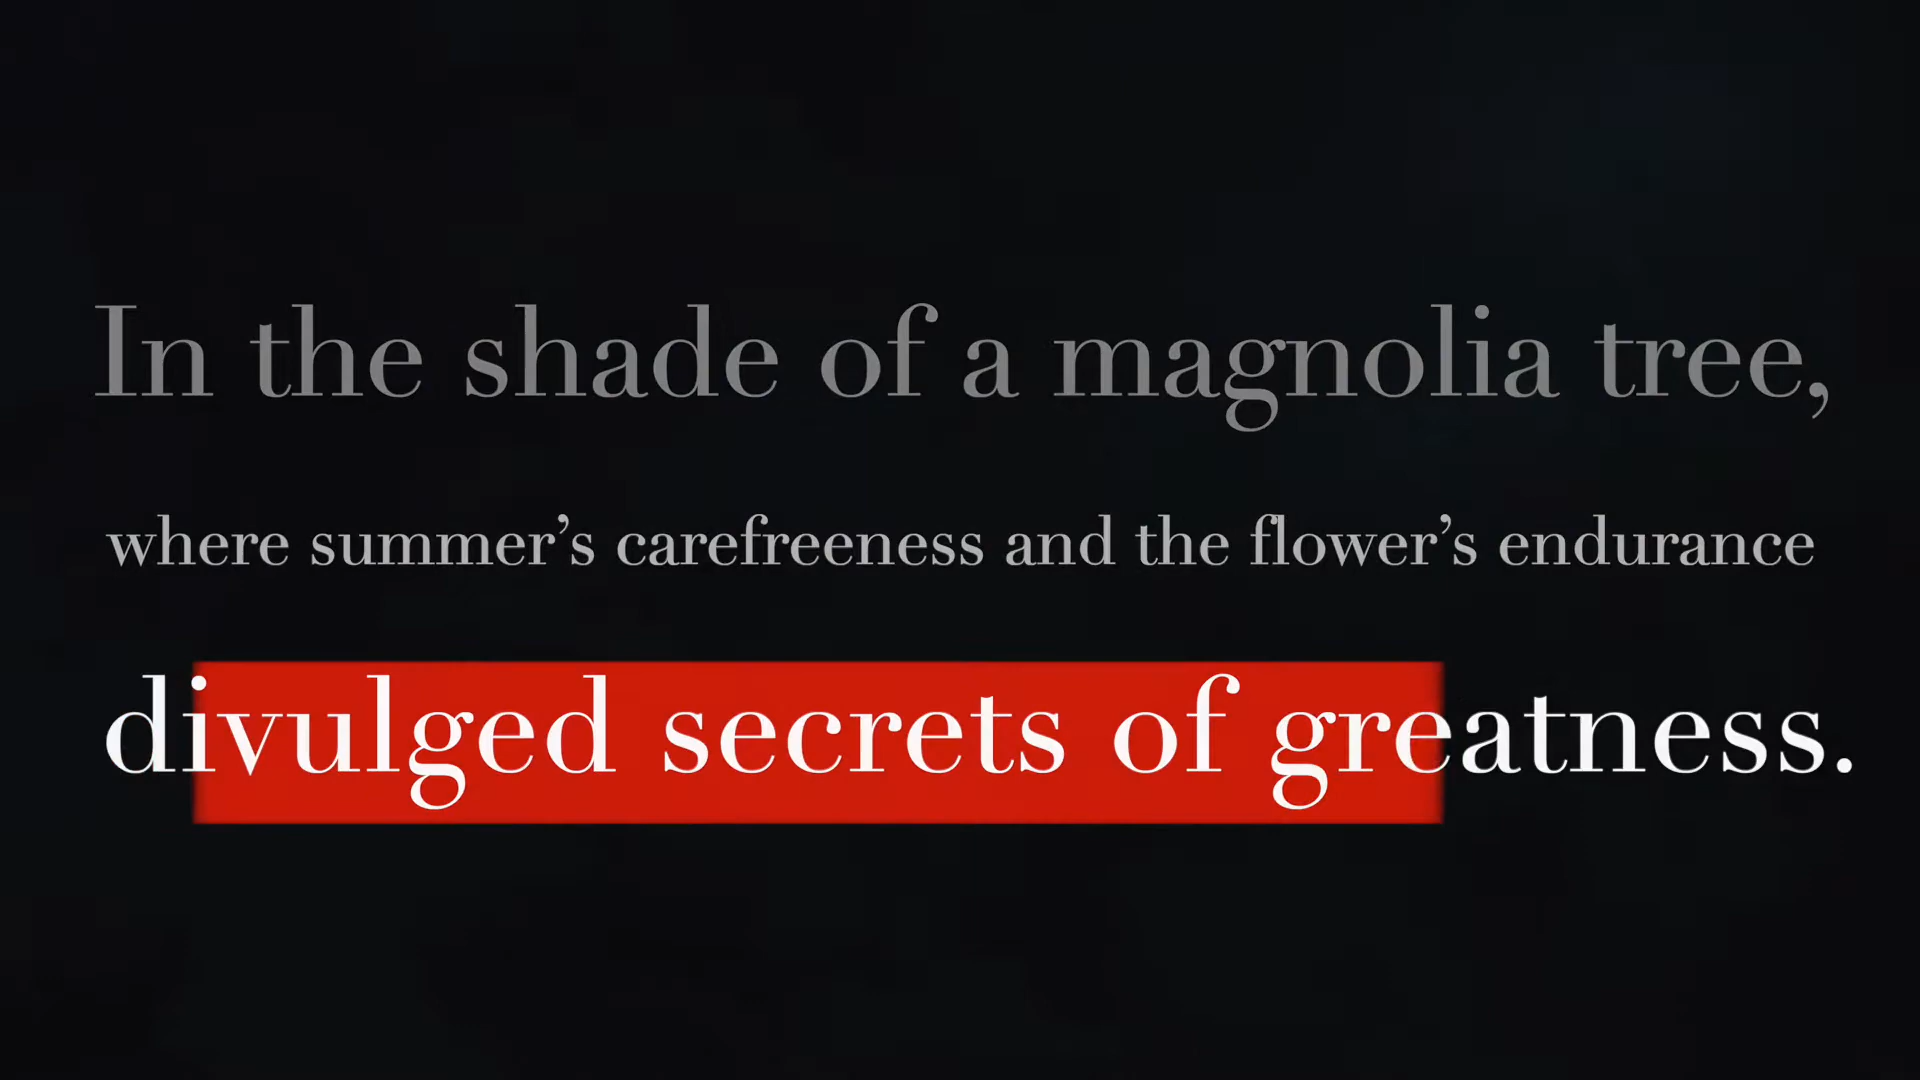 In the shade of a magnolia tree,
where summer’s carefreeness and the flower’s endurance
divulged secrets of greatness.